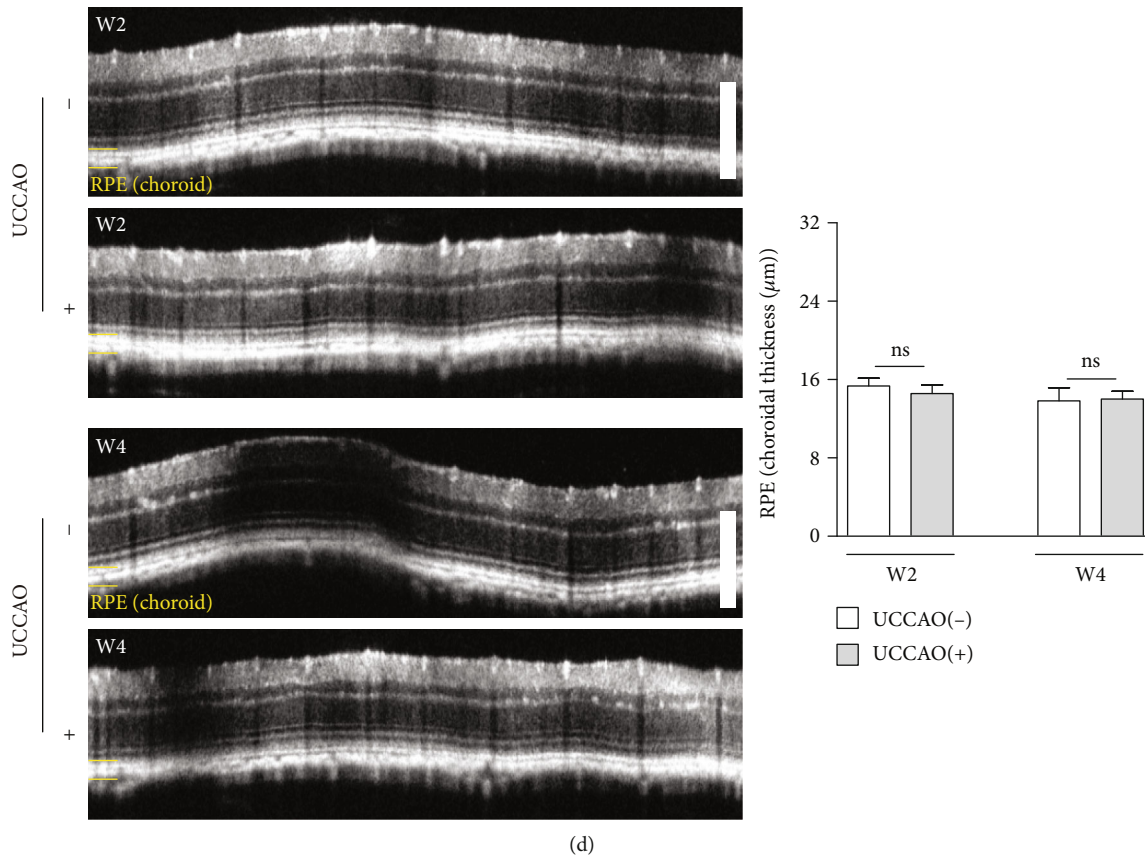 UCCAO
−
+
W2
RPE (choroid)
W2
UCCAO
−
+
W4
RPE (choroid)
W4
RPE (choroidal thickness (μm))
32
24
16
8
0
ns
ns
W2
W4
UCCAO(−)
UCCAO(+)
(d)